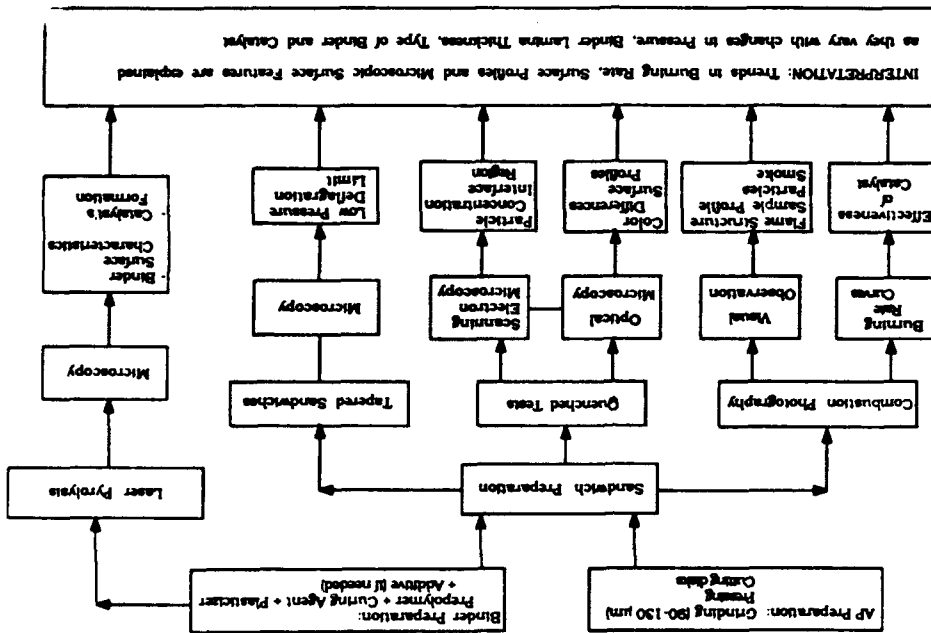 AP Preparation: Grinding (90-130 µm)
Pressing
Cutting disks
Binder Preparation:
Prepolymer + Curing Agent + Plasticizer
+ Additive (if needed)
Sandwich Preparation
Laser Pyrolysis
Combustion Photography
Quenched Tests
Tapered Sandwiches
Microscopy
Burning
Rate
Curves
Visual
Observation
Optical
Microscopy
Scanning
Electron
Microscopy
Microscopy
- Binder
Surface
Characteristics
- Catalyst's
Formation
Effectiveness
of
Catalyst
Flame Structure
Sample Profile
Particles
Smoke
Color
Differences
Surface
Profiles
Particle
Concentration
Interface
Region
Low Pressure
Deflagration
Limit
INTERPRETATION: Trends in Burning Rate, Surface Profiles and Microscopic Surface Features are explained
as they vary with changes in Pressure, Binder Lamina Thickness, Type of Binder and Catalyst